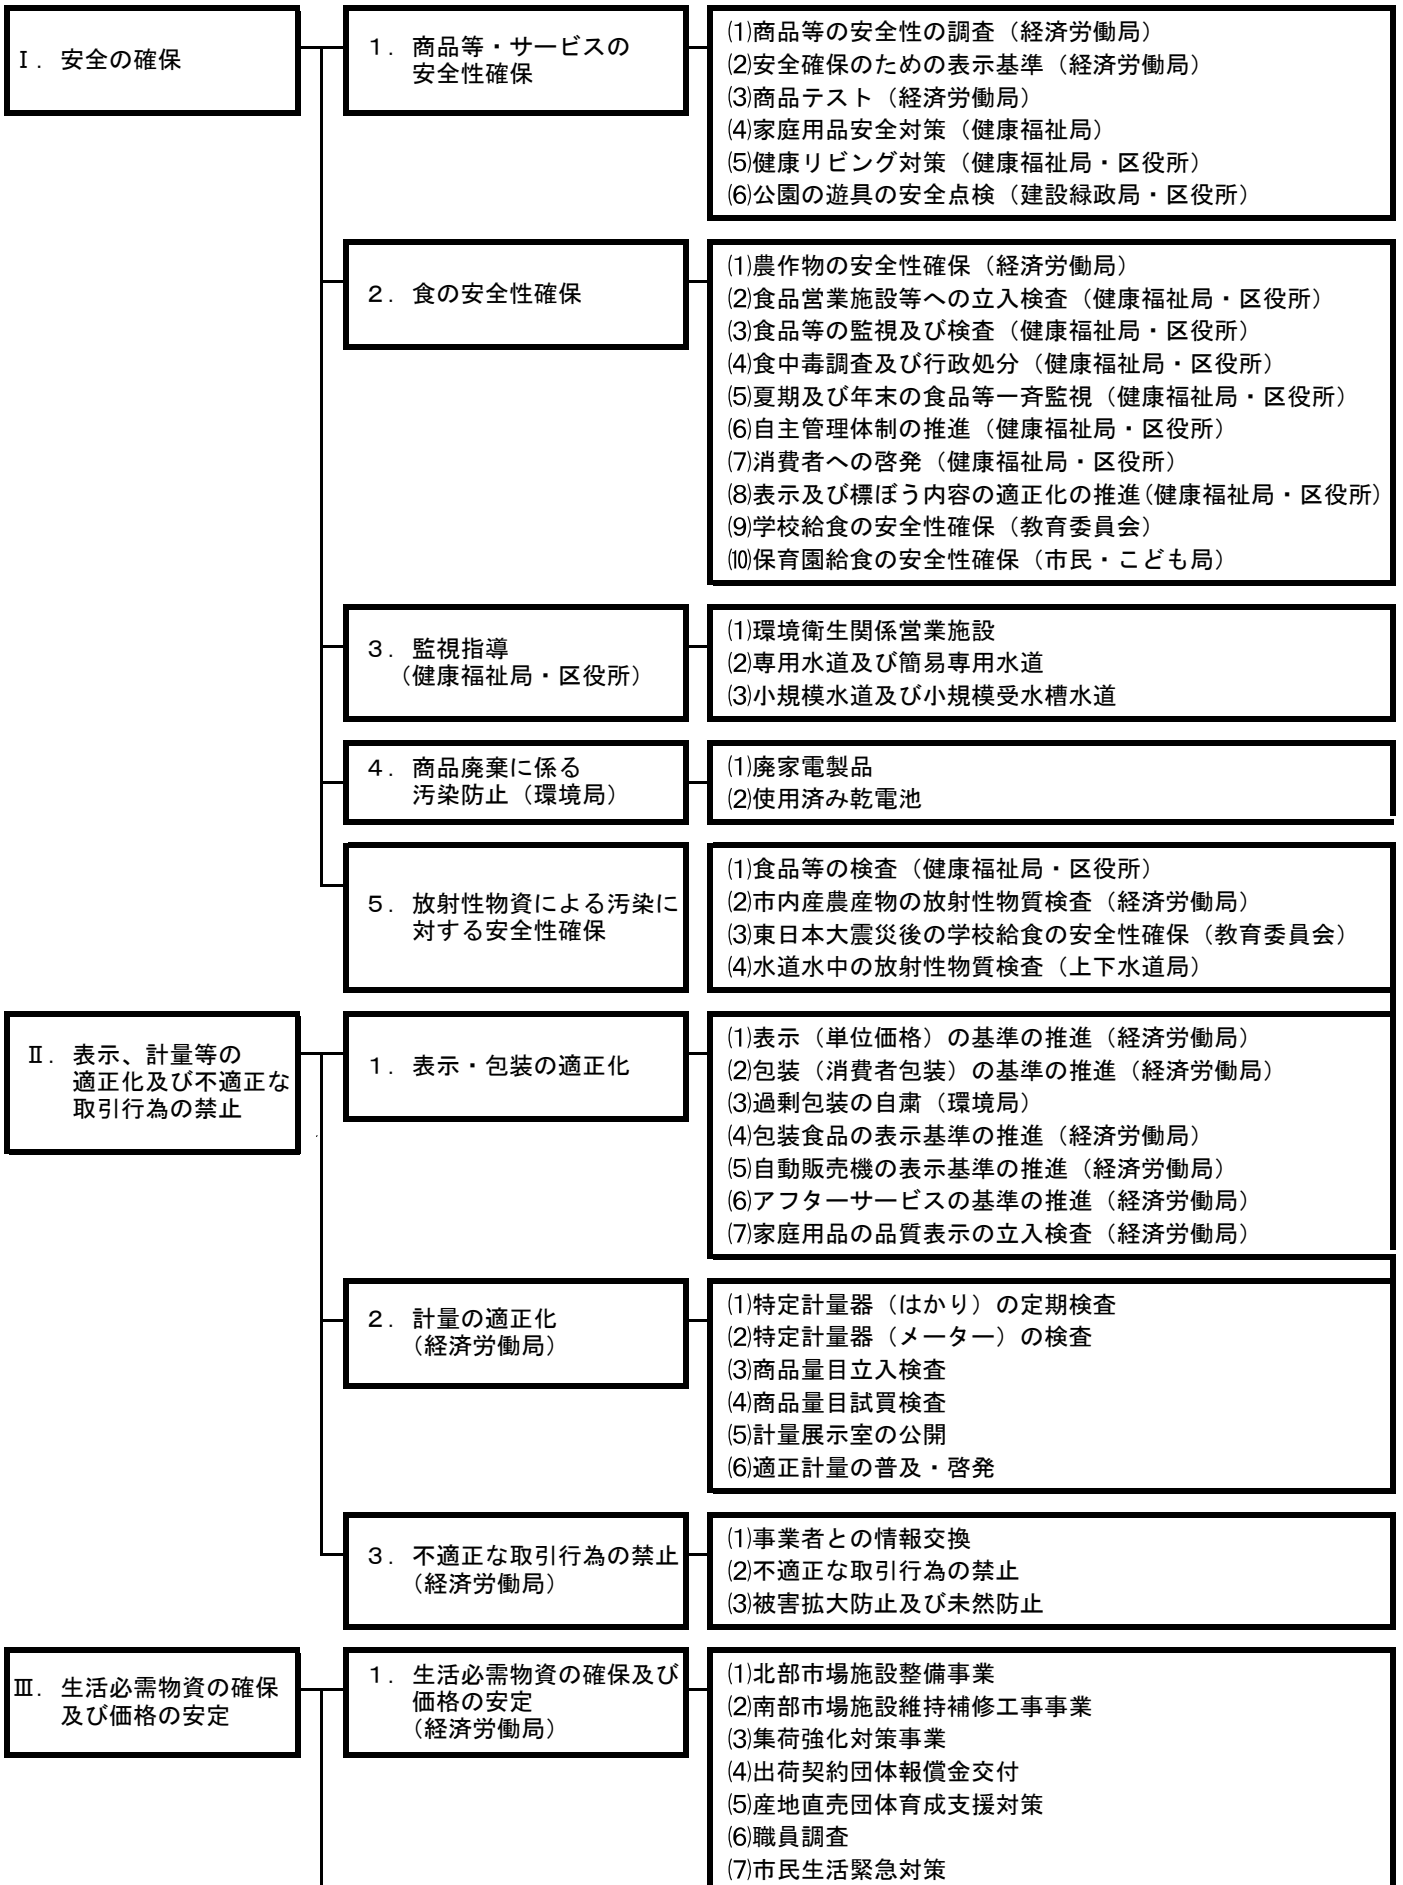 Ⅰ．安全の確保
１．商品等・サービスの
安全性確保
⑴商品等の安全性の調査（経済労働局）
⑵安全確保のための表示基準（経済労働局）
⑶商品テスト（経済労働局）
⑷家庭用品安全対策（健康福祉局）
⑸健康リビング対策（健康福祉局・区役所）
⑹公園の遊具の安全点検（建設緑政局・区役所）
２．食の安全性確保
⑴農作物の安全性確保（経済労働局）
⑵食品営業施設等への立入検査（健康福祉局・区役所）
⑶食品等の監視及び検査（健康福祉局・区役所）
⑷食中毒調査及び行政処分（健康福祉局・区役所）
⑸夏期及び年末の食品等一斉監視（健康福祉局・区役所）
⑹自主管理体制の推進（健康福祉局・区役所）
⑺消費者への啓発（健康福祉局・区役所）
⑻表示及び標ぼう内容の適正化の推進（健康福祉局・区役所）
⑼学校給食の安全性確保（教育委員会）
⑽保育園給食の安全性確保（市民・こども局）
３．監視指導
（健康福祉局・区役所）
⑴環境衛生関係営業施設
⑵専用水道及び簡易専用水道
⑶小規模水道及び小規模受水槽水道
４．商品廃棄に係る
汚染防止（環境局）
⑴廃家電製品
⑵使用済み乾電池
５．放射性物資による汚染に
対する安全性確保
⑴食品等の検査（健康福祉局・区役所）
⑵市内産農産物の放射性物質検査（経済労働局）
⑶東日本大震災後の学校給食の安全性確保（教育委員会）
⑷水道水中の放射性物質検査（上下水道局）
Ⅱ．表示、計量等の
適正化及び不適正な
取引行為の禁止
１．表示・包装の適正化
⑴表示（単位価格）の基準の推進（経済労働局）
⑵包装（消費者包装）の基準の推進（経済労働局）
⑶過剰包装の自粛（環境局）
⑷包装食品の表示基準の推進（経済労働局）
⑸自動販売機の表示基準の推進（経済労働局）
⑹アフターサービスの基準の推進（経済労働局）
⑺家庭用品の品質表示の立入検査（経済労働局）
２．計量の適正化
（経済労働局）
⑴特定計量器（はかり）の定期検査
⑵特定計量器（メーター）の検査
⑶商品量目立入検査
⑷商品量目試買検査
⑸計量展示室の公開
⑹適正計量の普及・啓発
３．不適正な取引行為の禁止
（経済労働局）
⑴事業者との情報交換
⑵不適正な取引行為の禁止
⑶被害拡大防止及び未然防止
Ⅲ．生活必需物資の確保
及び価格の安定
１．生活必需物資の確保及び
価格の安定
（経済労働局）
⑴北部市場施設整備事業
⑵南部市場施設維持補修工事事業
⑶集荷強化対策事業
⑷出荷契約団体報償金交付
⑸産地直売団体育成支援対策
⑹職員調査
⑺市民生活緊急対策